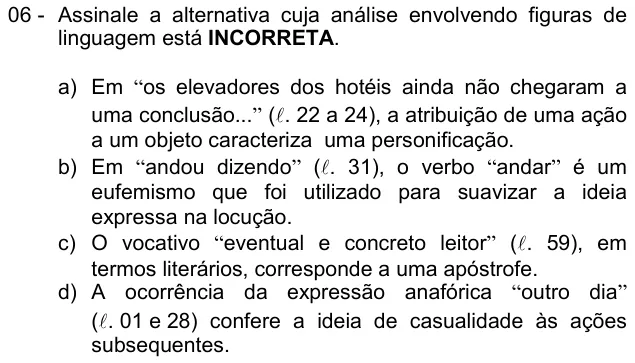 06 - Assinale a alternativa cuja análise envolvendo figuras de
linguagem está INCORRETA.
a) Em “os elevadores dos hotéis ainda não chegaram a
uma conclusão...” (ℓ. 22 a 24), a atribuição de uma ação
a um objeto caracteriza uma personificação.
b) Em “andou dizendo” (ℓ. 31), o verbo “andar” é um
eufemismo que foi utilizado para suavizar a ideia
expressa na locução.
c) O vocativo “eventual e concreto leitor” (ℓ. 59), em
termos literários, corresponde a uma apóstrofe.
d) A ocorrência da expressão anafórica “outro dia”
(ℓ. 01 e 28) confere a ideia de casualidade às ações
subsequentes.